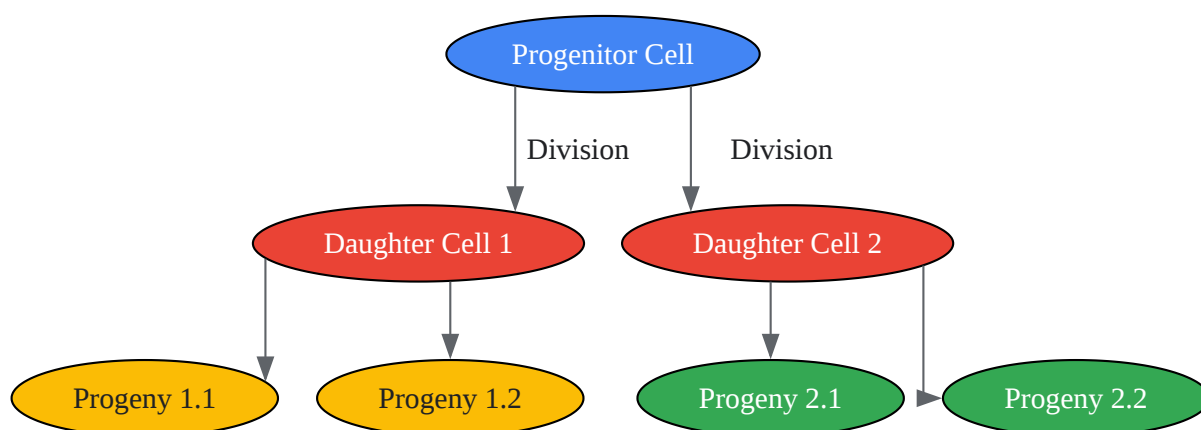 Progenitor Cell
Division
Division
Daughter Cell 1
Daughter Cell 2
Progeny 1.1
Progeny 1.2
Progeny 2.1
Progeny 2.2